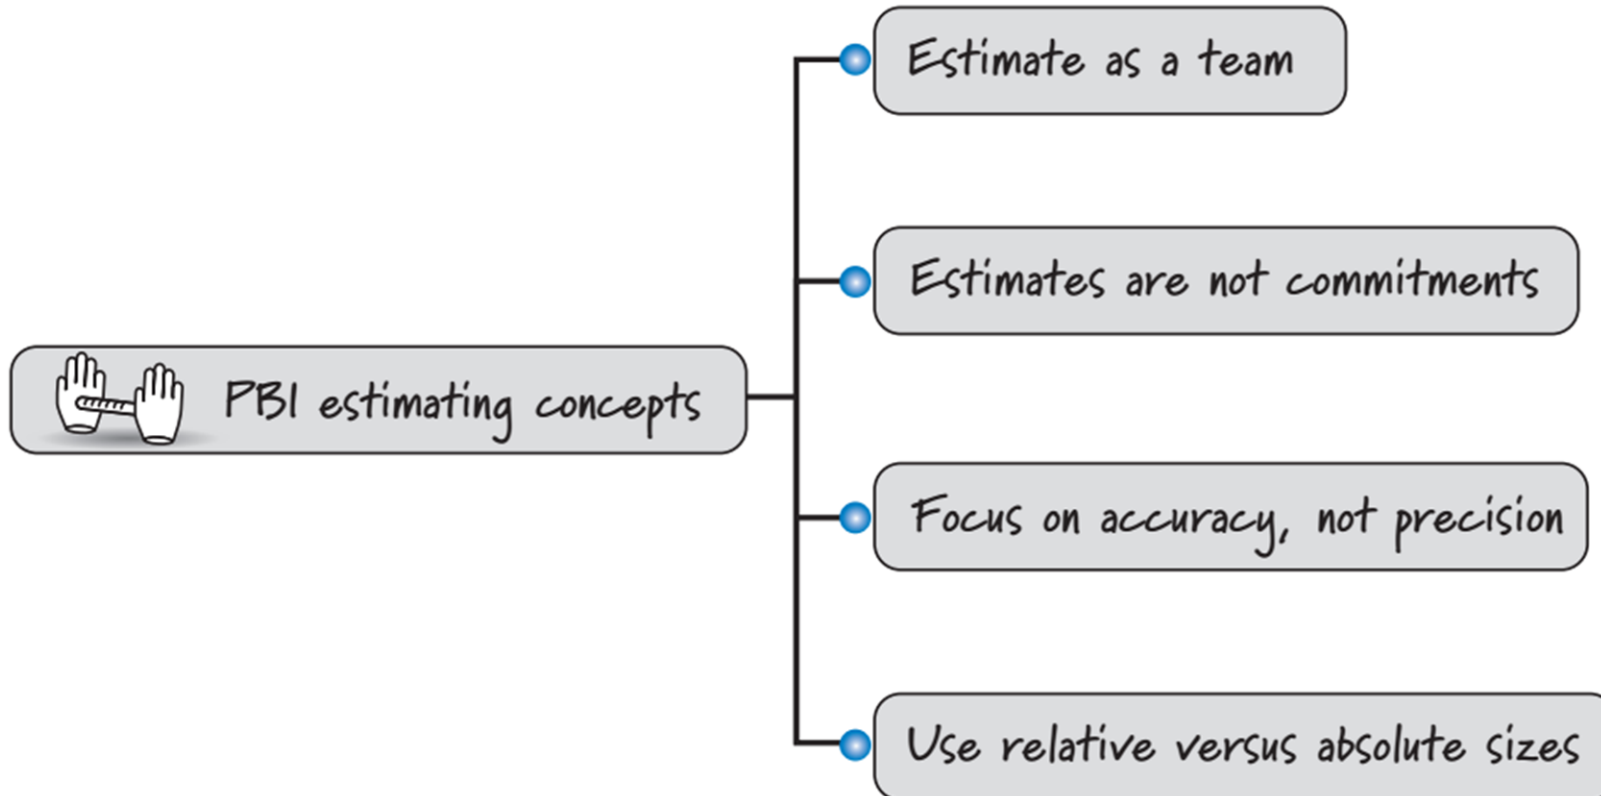 Estimate as a team
Estimates are not commitments
PBI estimating concepts
Focus on accuracy, not precision
Use relative versus absolute sizes